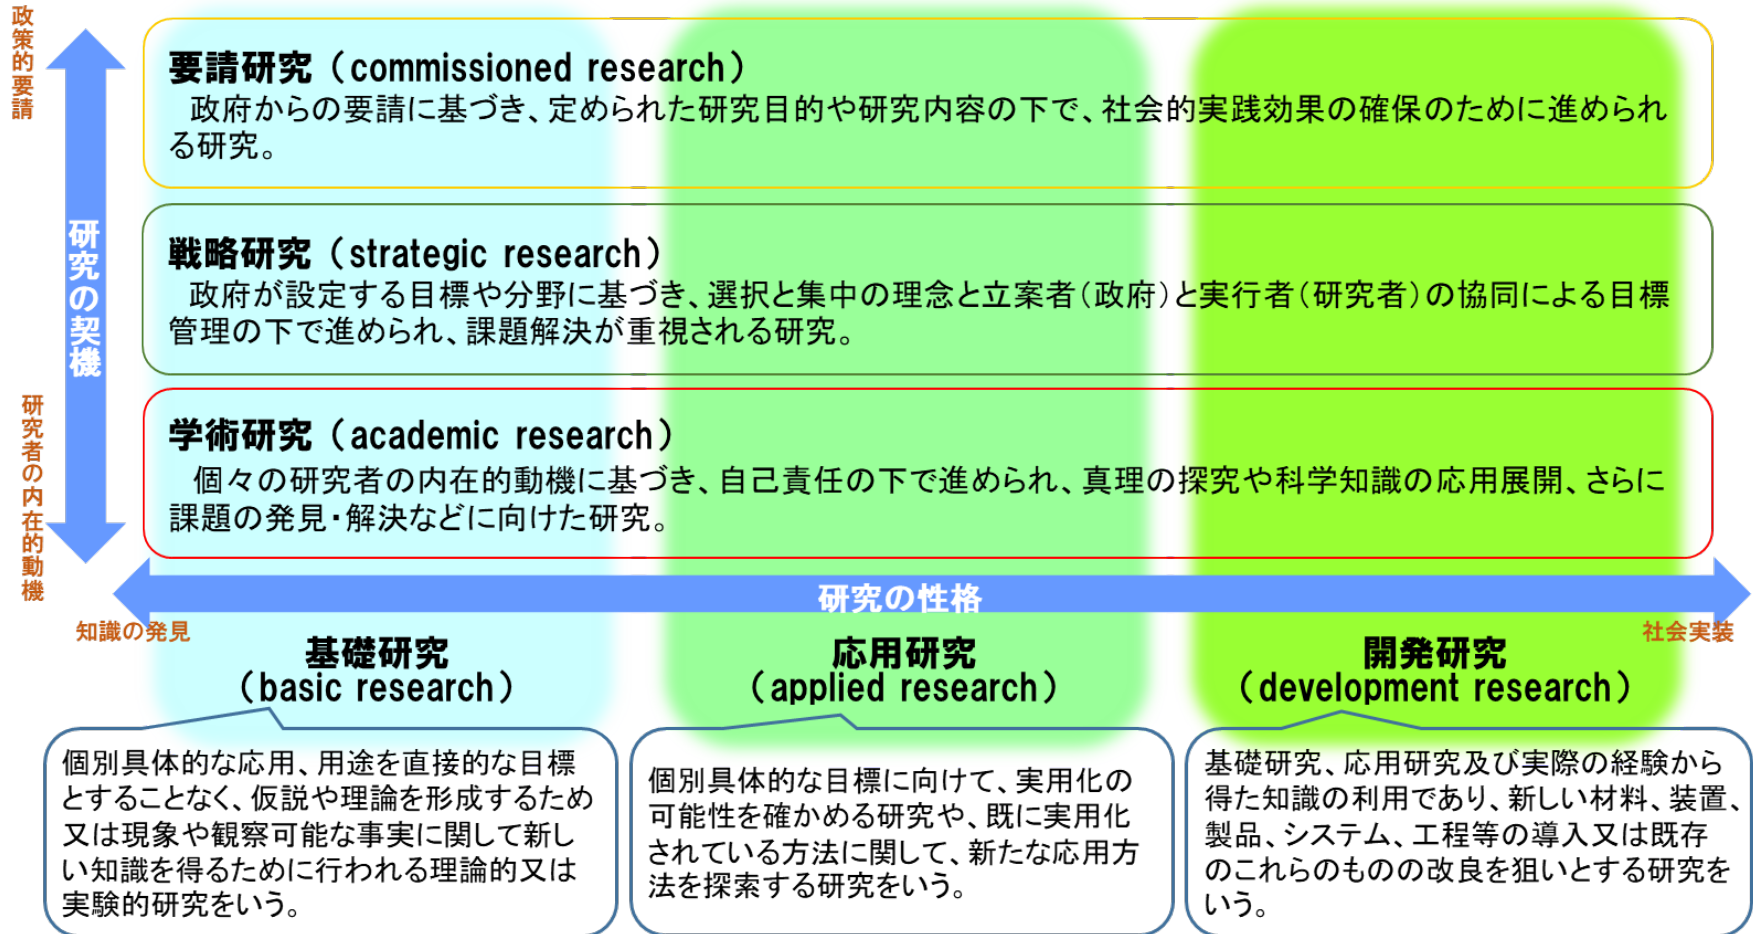 政策的要請
要請研究（commissioned research）
政府からの要請に基づき、定められた研究目的や研究内容の下で、社会的実践効果の確保のために進められ
る研究。
研究の契機
戦略研究（strategic research）
政府が設定する目標や分野に基づき、選択と集中の理念と立案者（政府）と実行者（研究者）の協同による目標
管理の下で進められ、課題解決が重視される研究。
研究者の内在的動機
学術研究（academic research）
個々の研究者の内在的動機に基づき、自己責任の下で進められ、真理の探究や科学知識の応用展開、さらに
課題の発見・解決などに向けた研究。
研究の性格
知識の発見
社会実装
基礎研究
（basic research）
応用研究
（applied research）
開発研究
（development research）
個別具体的な応用、用途を直接的な目標
とすることなく、仮説や理論を形成するため
又は現象や観察可能な事実に関して新し
い知識を得るために行われる理論的又は
実験的研究をいう。
個別具体的な目標に向けて、実用化の
可能性を確かめる研究や、既に実用化
されている方法に関して、新たな応用方
法を探索する研究をいう。
基礎研究、応用研究及び実際の経験から
得た知識の利用であり、新しい材料、装置、
製品、システム、工程等の導入又は既存
のこれらのものの改良を狙いとする研究を
いう。